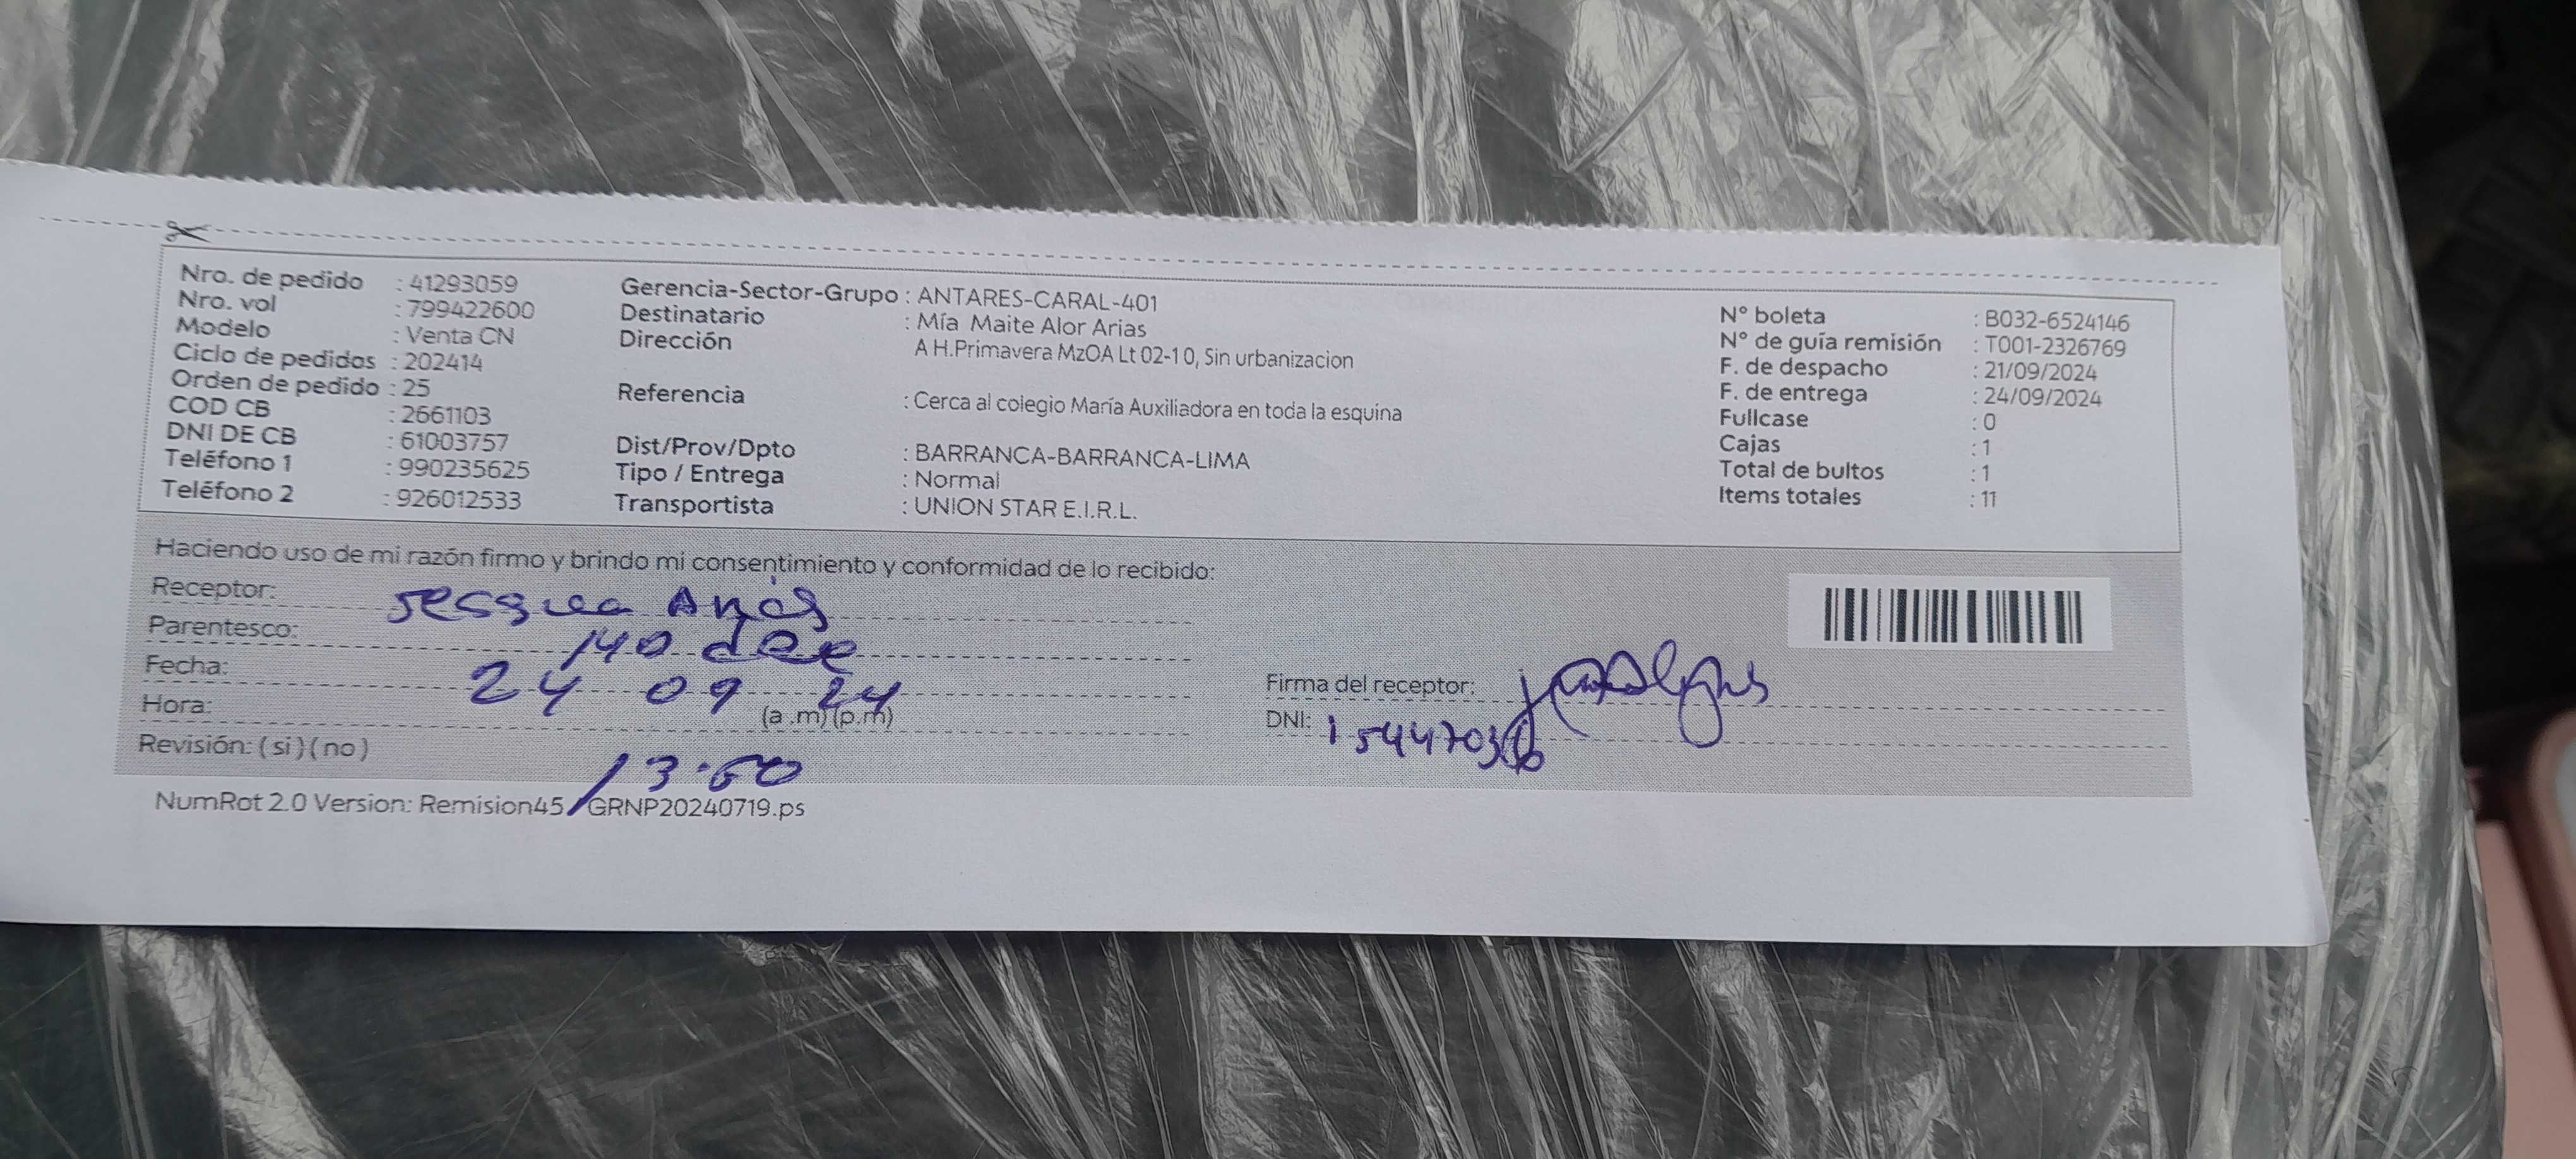 Nro. de pedido : 41293059
Nro. vol : 799422600
Modelo : Venta CN
Ciclo de pedidos : 202414
Orden de pedido : 25
COD CB : 2661103
DNI DE CB : 61003757
Teléfono 1 : 990235625
Teléfono 2 : 926012533
Gerencia-Sector-Grupo : ANTARES-CARAL-401
Destinatario : Mía Maite Alor Arias
Dirección A H.Primavera MzOA Lt 02-10, Sin urbanizacion
Referencia : Cerca al colegio María Auxiliadora en toda la esquina
Dist/Prov/Dpto : BARRANCA-BARRANCA-LIMA
Tipo / Entrega : Normal
Transportista : UNION STAR E.I.R.L.
N° boleta : B032-6524146
N° de guía remisión : T001-2326769
F. de despacho : 21/09/2024
F. de entrega : 24/09/2024
Fullcase : 0
Cajas : 1
Total de bultos : 1
Items totales : 11
Haciendo uso de mi razón firmo y brindo mi consentimiento y conformidad de lo recibido:
Receptor:
Parentesco:
Fecha: 24 09 24
Hora: (a .m) (p.m)
Revisión: ( si ) ( no )
Firma del receptor:
DNI:
NumRot 2.0 Version: Remision45 GRNP20240719.ps